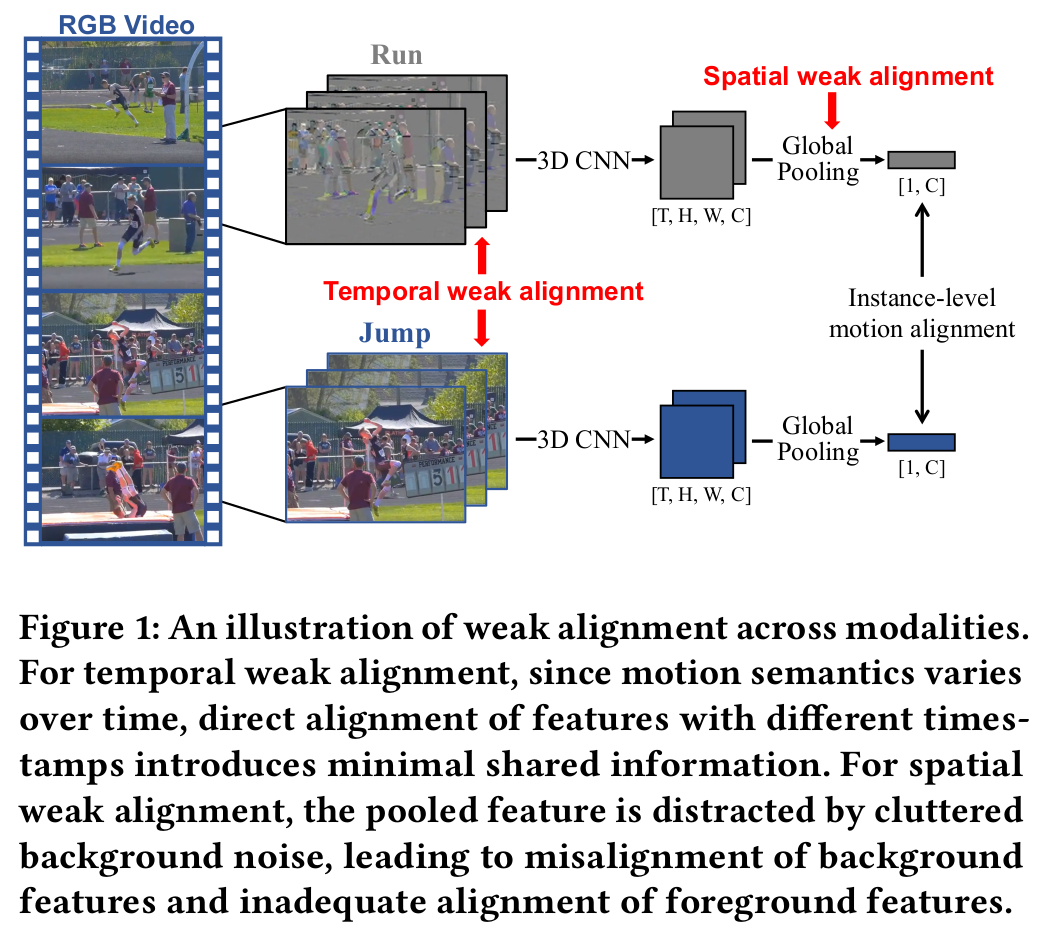 RGB Video
Run
Spatial weak alignment
3D CNN
Global
Pooling
[T, H, W, C]
[1, C]
Temporal weak alignment
Instance-level
motion alignment
Jump
PERFORMANCE
3D CNN
Global
Pooling
[T, H, W, C]
[1, C]
Figure 1: An illustration of weak alignment across modalities.
For temporal weak alignment, since motion semantics varies
over time, direct alignment of features with different times-
tamps introduces minimal shared information. For spatial
weak alignment, the pooled feature is distracted by cluttered
background noise, leading to misalignment of background
features and inadequate alignment of foreground features.